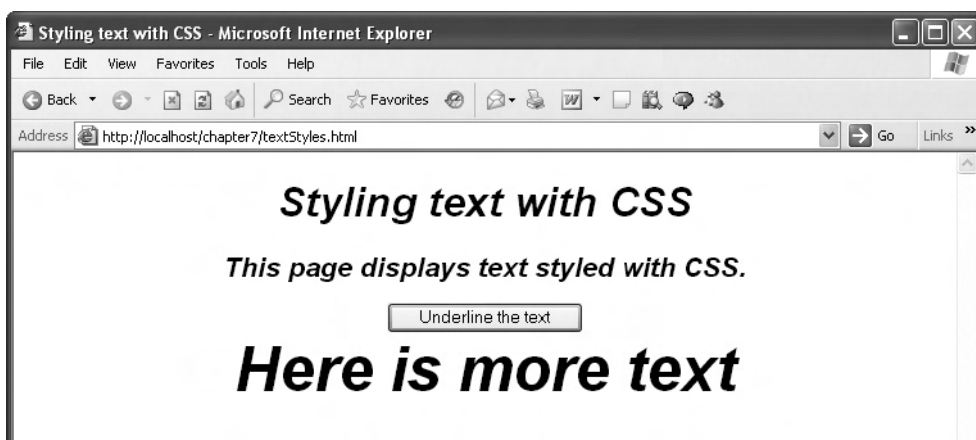 Styling text with CSS - Microsoft Internet Explorer
File Edit View Favorites Tools Help
Back Search Favorites
Address http://localhost/chapter7/textStyles.html Go Links »
Styling text with CSS
This page displays text styled with CSS.
Underline the text
Here is more text